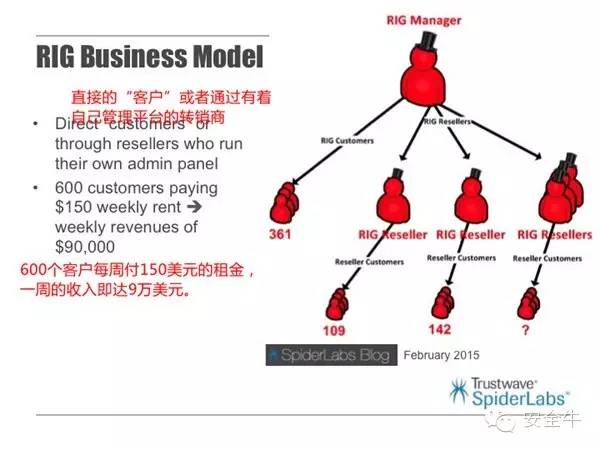 RIG Business Model
直接的“客户”或者通过有着
自己管理平台的转销商
• Direct "customers" or
through resellers who run
their own admin panel
• 600 customers paying
$150 weekly rent ➔
weekly revenues of
$90,000
600个客户每周付150美元的租金，
一周的收入即达9万美元。
RIG Manager
RIG Customers
RIG Resellers
361
RIG Reseller
RIG Reseller
RIG Resellers
Reseller Customers
Reseller Customers
Reseller Customers
109
142
?
SpiderLabs Blog
February 2015
Trustwave®
SpiderLabs®
安全牛